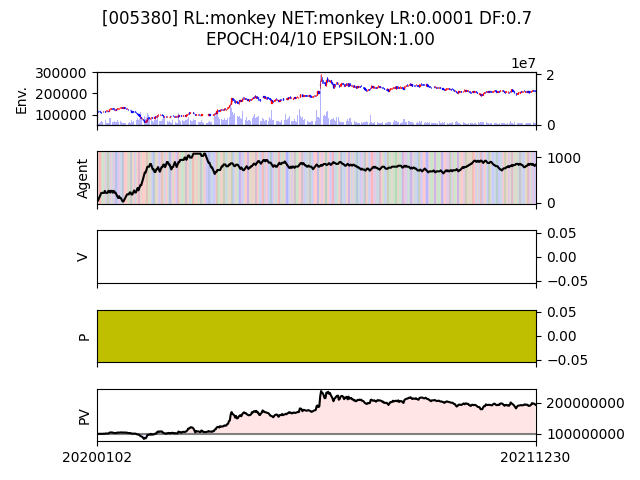 [005380] RL:monkey NET:monkey LR:0.0001 DF:0.7
EPOCH:04/10 EPSILON:1.00
1e7
300000
200000
100000
Env.
2
0
Agent
1000
0
V
0.05
0.00
−0.05
P
0.05
0.00
−0.05
PV
200000000
100000000
20200102
20211230